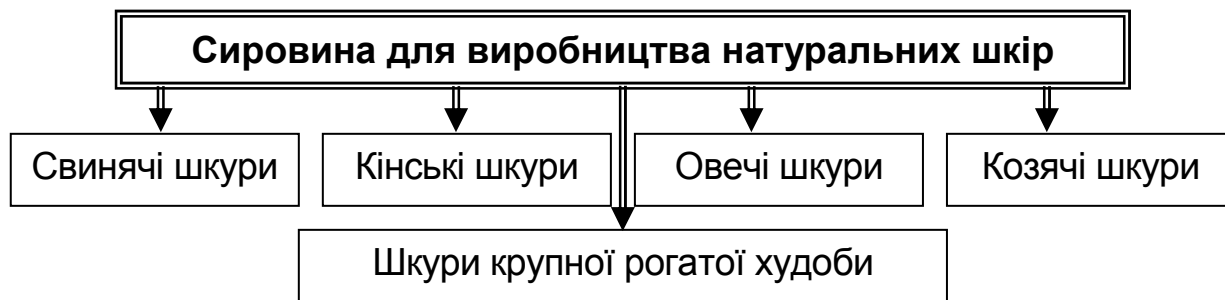 Сировина для виробництва натуральних шкір
Свинячі шкури
Кінські шкури
Овечі шкури
Козячі шкури
Шкури крупної рогатої худоби